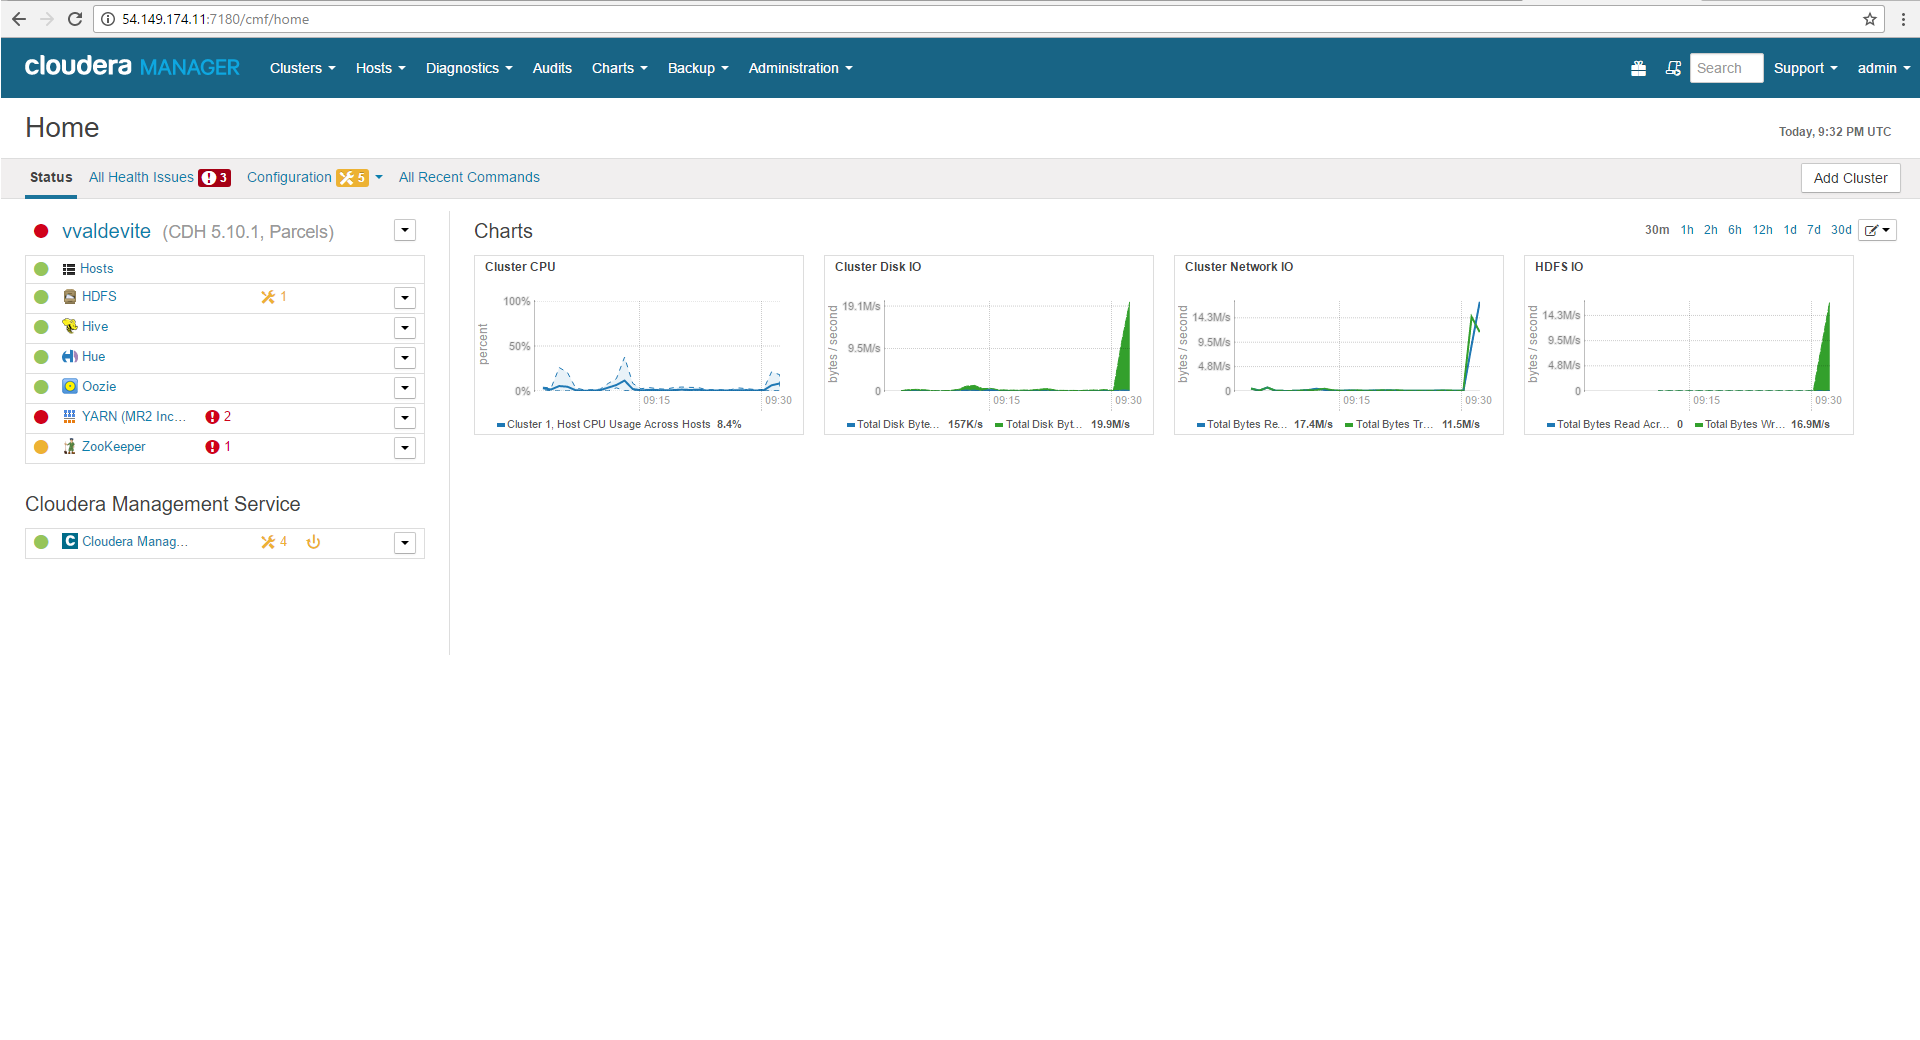 54.149.174.11:7180/cmf/home
cloudera MANAGER Clusters Hosts Diagnostics Audits Charts Backup Administration Search Support admin
Home
Today, 9:32 PM UTC
Status All Health Issues 3 Configuration 5 All Recent Commands Add Cluster
vvaldevite (CDH 5.10.1, Parcels)
Hosts
HDFS 1
Hive
Hue
Oozie
YARN (MR2 Inc... 2
ZooKeeper 1
Cloudera Management Service
C Cloudera Manag... 4
Charts
30m 1h 2h 6h 12h 1d 7d 30d
Cluster CPU
percent
100%
50%
0%
09:15 09:30
Cluster 1, Host CPU Usage Across Hosts 8.4%
Cluster Disk IO
bytes / second
19.1M/s
9.5M/s
0
09:15 09:30
Total Disk Byte... 157K/s Total Disk Byt... 19.9M/s
Cluster Network IO
bytes / second
14.3M/s
9.5M/s
4.8M/s
0
09:15 09:30
Total Bytes Re... 17.4M/s Total Bytes Tr... 11.5M/s
HDFS IO
bytes / second
14.3M/s
9.5M/s
4.8M/s
0
09:15 09:30
Total Bytes Read Acr... 0 Total Bytes Wr... 16.9M/s